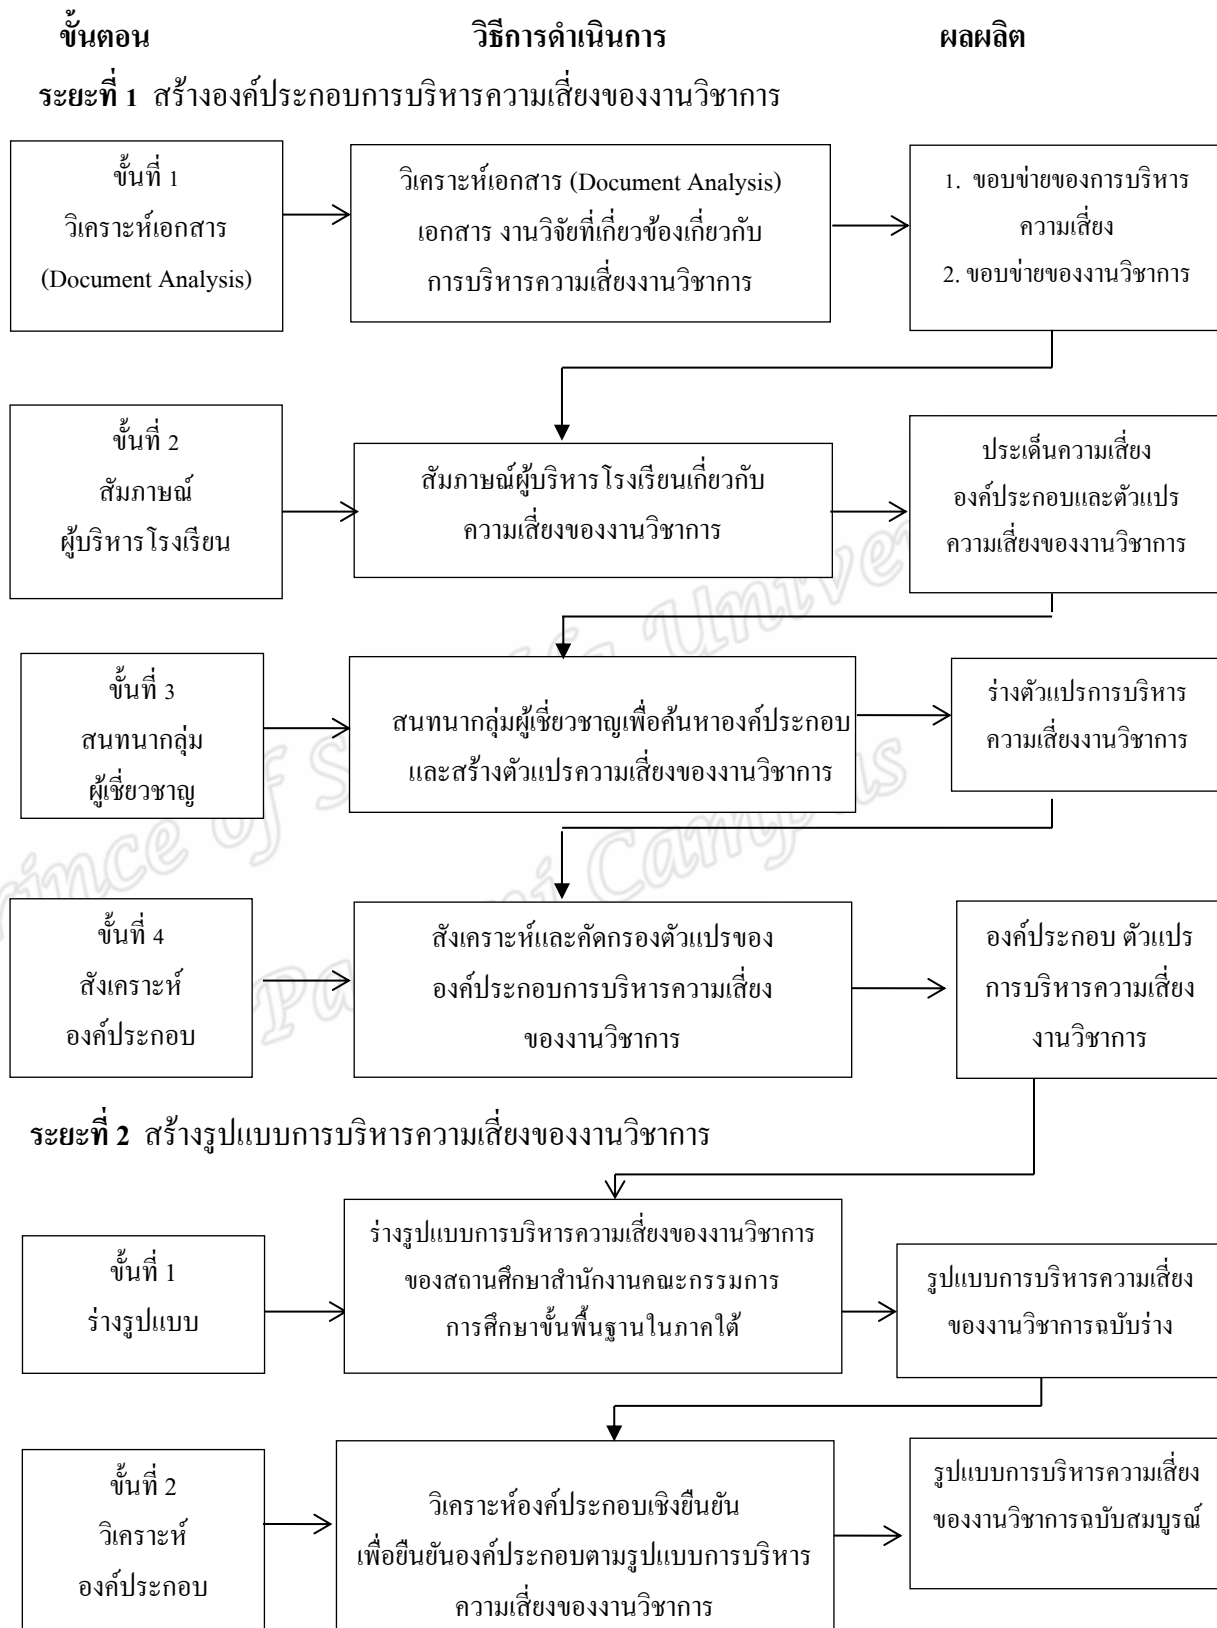 ขั้นตอน วิธีการดำเนินการ ผลผลิต
ระยะที่ 1 สร้างองค์ประกอบการบริหารความเสี่ยงของงานวิชาการ
ขั้นที่ 1
วิเคราะห์เอกสาร
(Document Analysis)
วิเคราะห์เอกสาร (Document Analysis)
เอกสาร งานวิจัยที่เกี่ยวข้องเกี่ยวกับ
การบริหารความเสี่ยงงานวิชาการ
1. ขอบข่ายของการบริหาร
ความเสี่ยง
2. ขอบข่ายของงานวิชาการ
ขั้นที่ 2
สัมภาษณ์
ผู้บริหารโรงเรียน
สัมภาษณ์ผู้บริหารโรงเรียนเกี่ยวกับ
ความเสี่ยงของงานวิชาการ
ประเด็นความเสี่ยง
องค์ประกอบและตัวแปร
ความเสี่ยงของงานวิชาการ
ขั้นที่ 3
สนทนากลุ่ม
ผู้เชี่ยวชาญ
สนทนากลุ่มผู้เชี่ยวชาญเพื่อค้นหาองค์ประกอบ
และสร้างตัวแปรความเสี่ยงของงานวิชาการ
ร่างตัวแปรการบริหาร
ความเสี่ยงงานวิชาการ
ขั้นที่ 4
สังเคราะห์
องค์ประกอบ
สังเคราะห์และคัดกรองตัวแปรของ
องค์ประกอบการบริหารความเสี่ยง
ของงานวิชาการ
องค์ประกอบ ตัวแปร
การบริหารความเสี่ยง
งานวิชาการ
ระยะที่ 2 สร้างรูปแบบการบริหารความเสี่ยงของงานวิชาการ
ขั้นที่ 1
ร่างรูปแบบ
ร่างรูปแบบการบริหารความเสี่ยงของงานวิชาการ
ของสถานศึกษาสำนักงานคณะกรรมการ
การศึกษาขั้นพื้นฐานในภาคใต้
รูปแบบการบริหารความเสี่ยง
ของงานวิชาการฉบับร่าง
ขั้นที่ 2
วิเคราะห์
องค์ประกอบ
วิเคราะห์องค์ประกอบเชิงยืนยัน
เพื่อยืนยันองค์ประกอบตามรูปแบบการบริหาร
ความเสี่ยงของงานวิชาการ
รูปแบบการบริหารความเสี่ยง
ของงานวิชาการฉบับสมบูรณ์